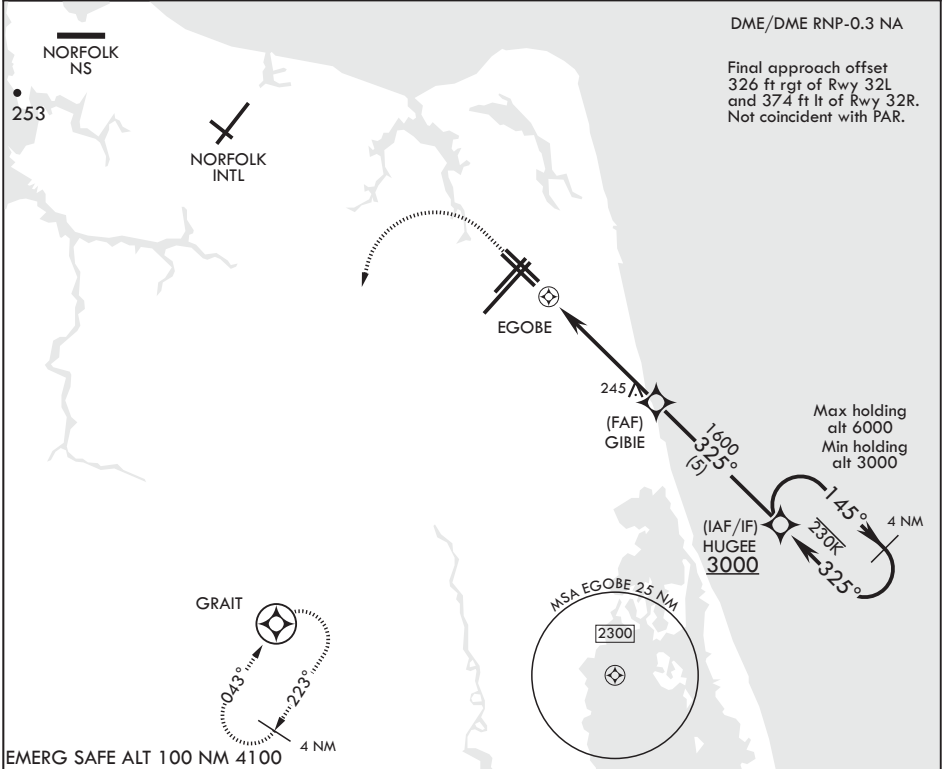 DME/DME RNP-0.3 NA
NORFOLK
NS
Final approach offset
326 ft rgt of Rwy 32L
and 374 ft lt of Rwy 32R.
Not coincident with PAR.
253
NORFOLK
INTL
EGOBE
245
(FAF)
GIBIE
1600
325°
(5)
Max holding
alt 6000
Min holding
alt 3000
145°
4 NM
230K
325°
(IAF/IF)
HUGEE
3000
GRAIT
043°
223°
4 NM
MSA EGOBE 25 NM
2300
EMERG SAFE ALT 100 NM 4100